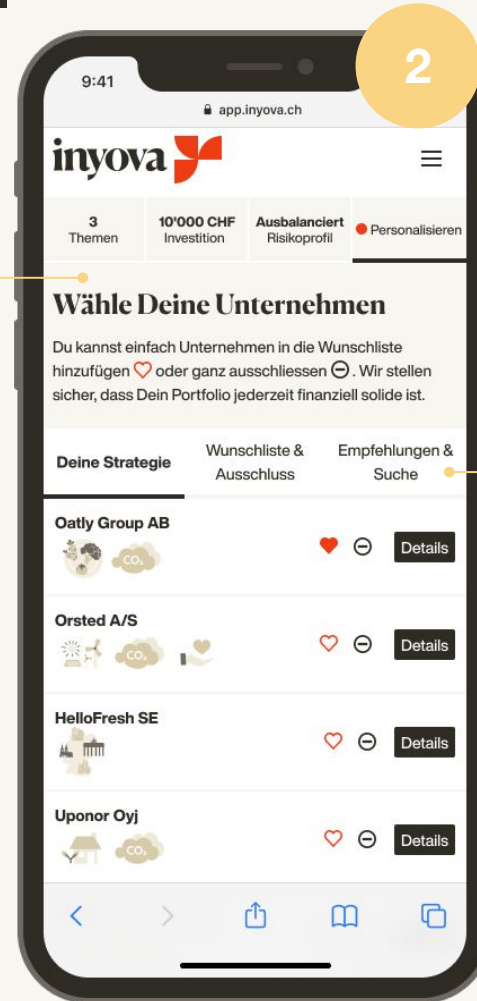 2
9:41
app.inyova.ch
inyova
3
Themen
10'000 CHF
Investition
Ausbalanciert
Risikoprofil
Personalisieren
Wähle Deine Unternehmen
Du kannst einfach Unternehmen in die Wunschliste
hinzufügen oder ganz ausschliessen . Wir stellen
sicher, dass Dein Portfolio jederzeit finanziell solide ist.
Deine Strategie
Wunschliste &
Ausschluss
Empfehlungen &
Suche
Oatly Group AB
CO₂
Details
Orsted A/S
CO₂
Details
HelloFresh SE
Details
Uponor Oyj
CO₂
Details